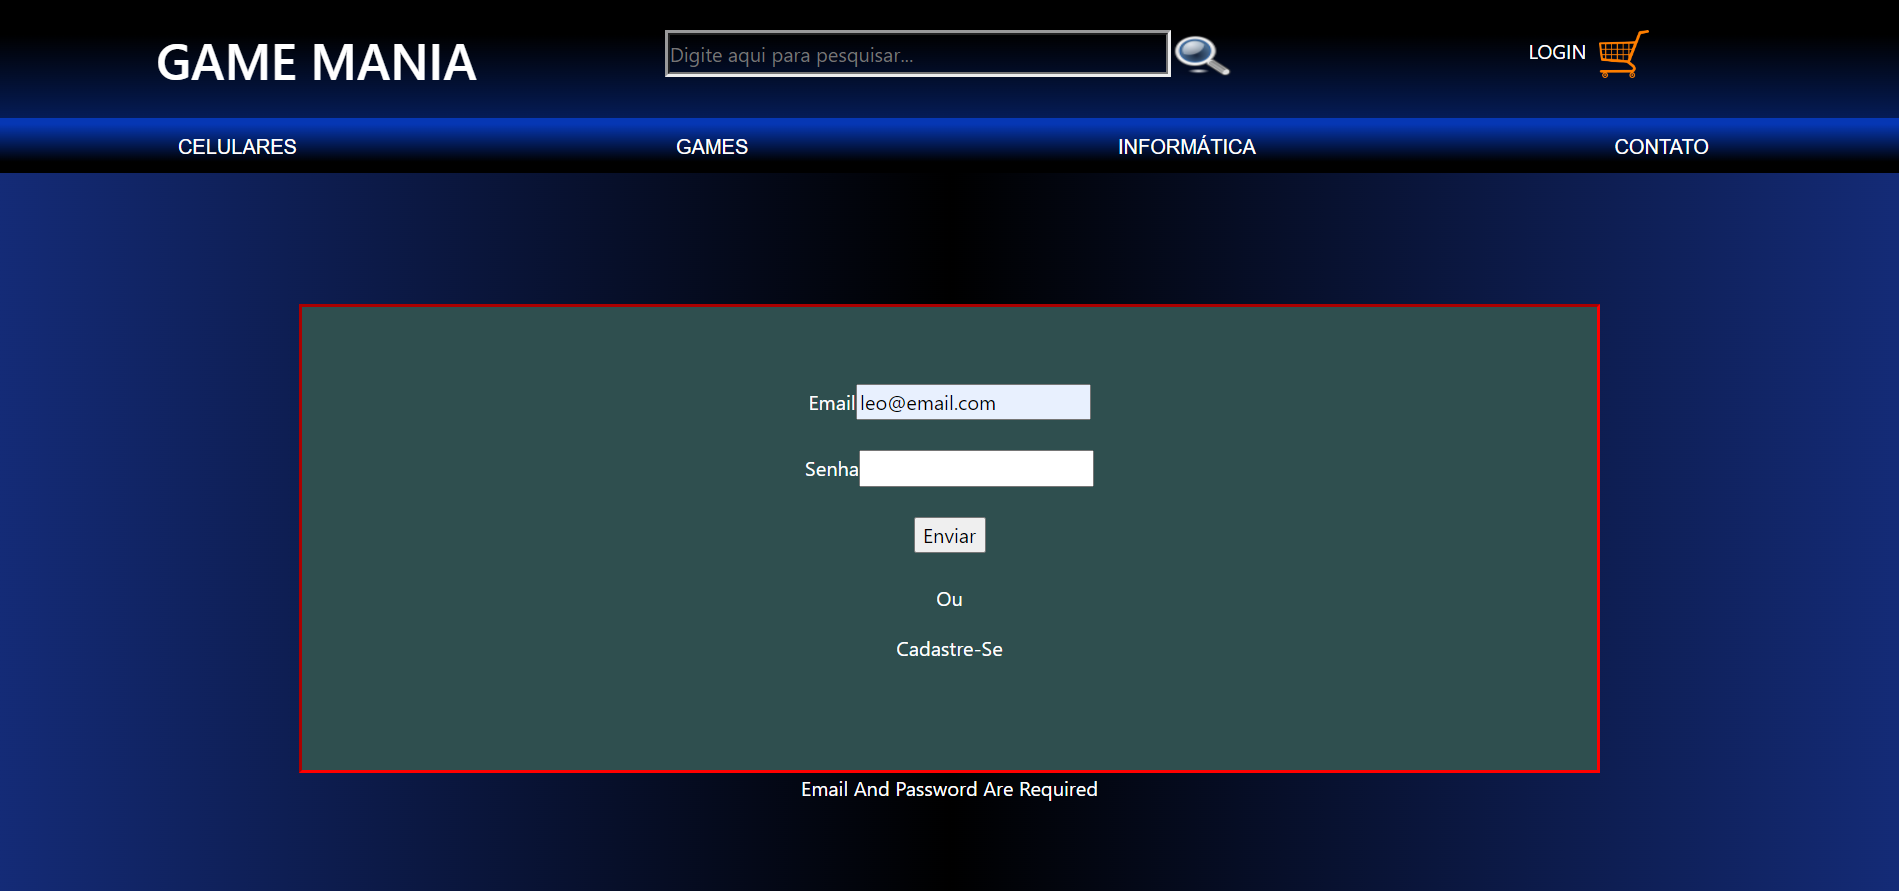 GAME MANIA
Digite aqui para pesquisar...
LOGIN
CELULARES
GAMES
INFORMÁTICA
CONTATO
Email
leo@email.com
Senha
Enviar
Ou
Cadastre-Se
Email And Password Are Required